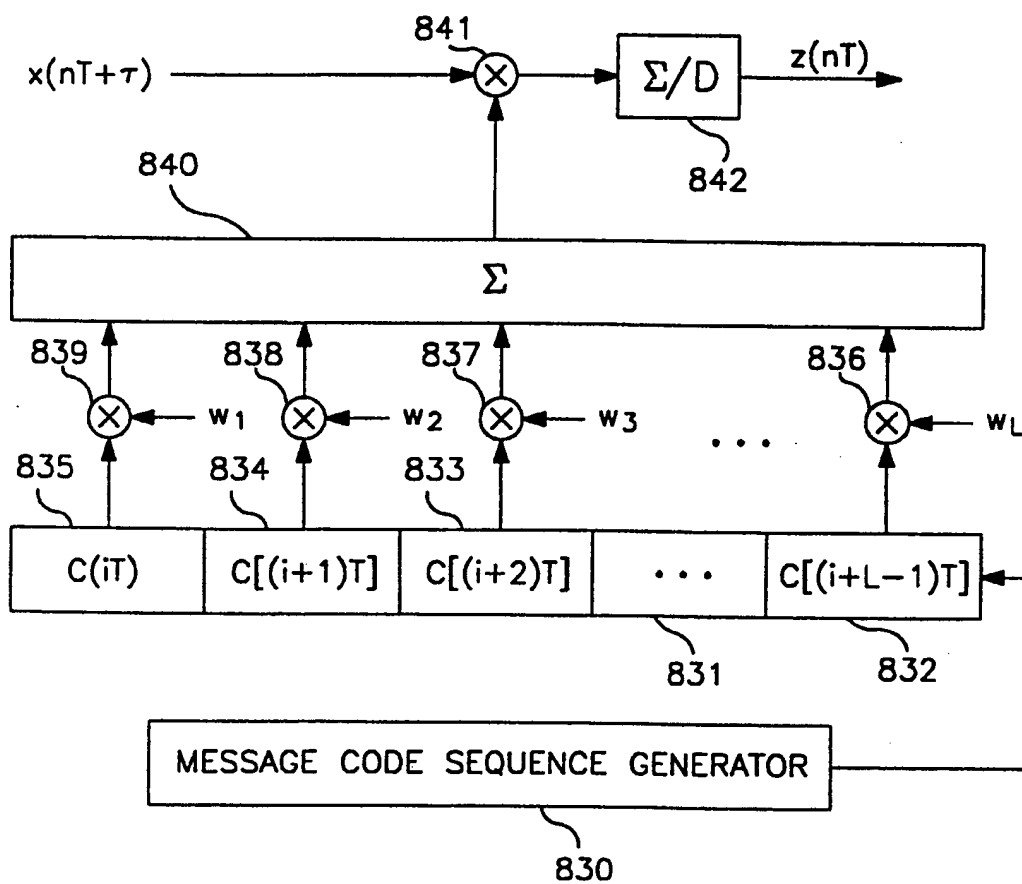 841
x(nT+τ)
Σ/D
z(nT)
842
840
Σ
839
838
837
836
w1
w2
w3
• • •
wL
835
834
833
C(iT)
C[(i+1)T]
C[(i+2)T]
• • •
C[(i+L-1)T]
831
832
MESSAGE CODE SEQUENCE GENERATOR
830